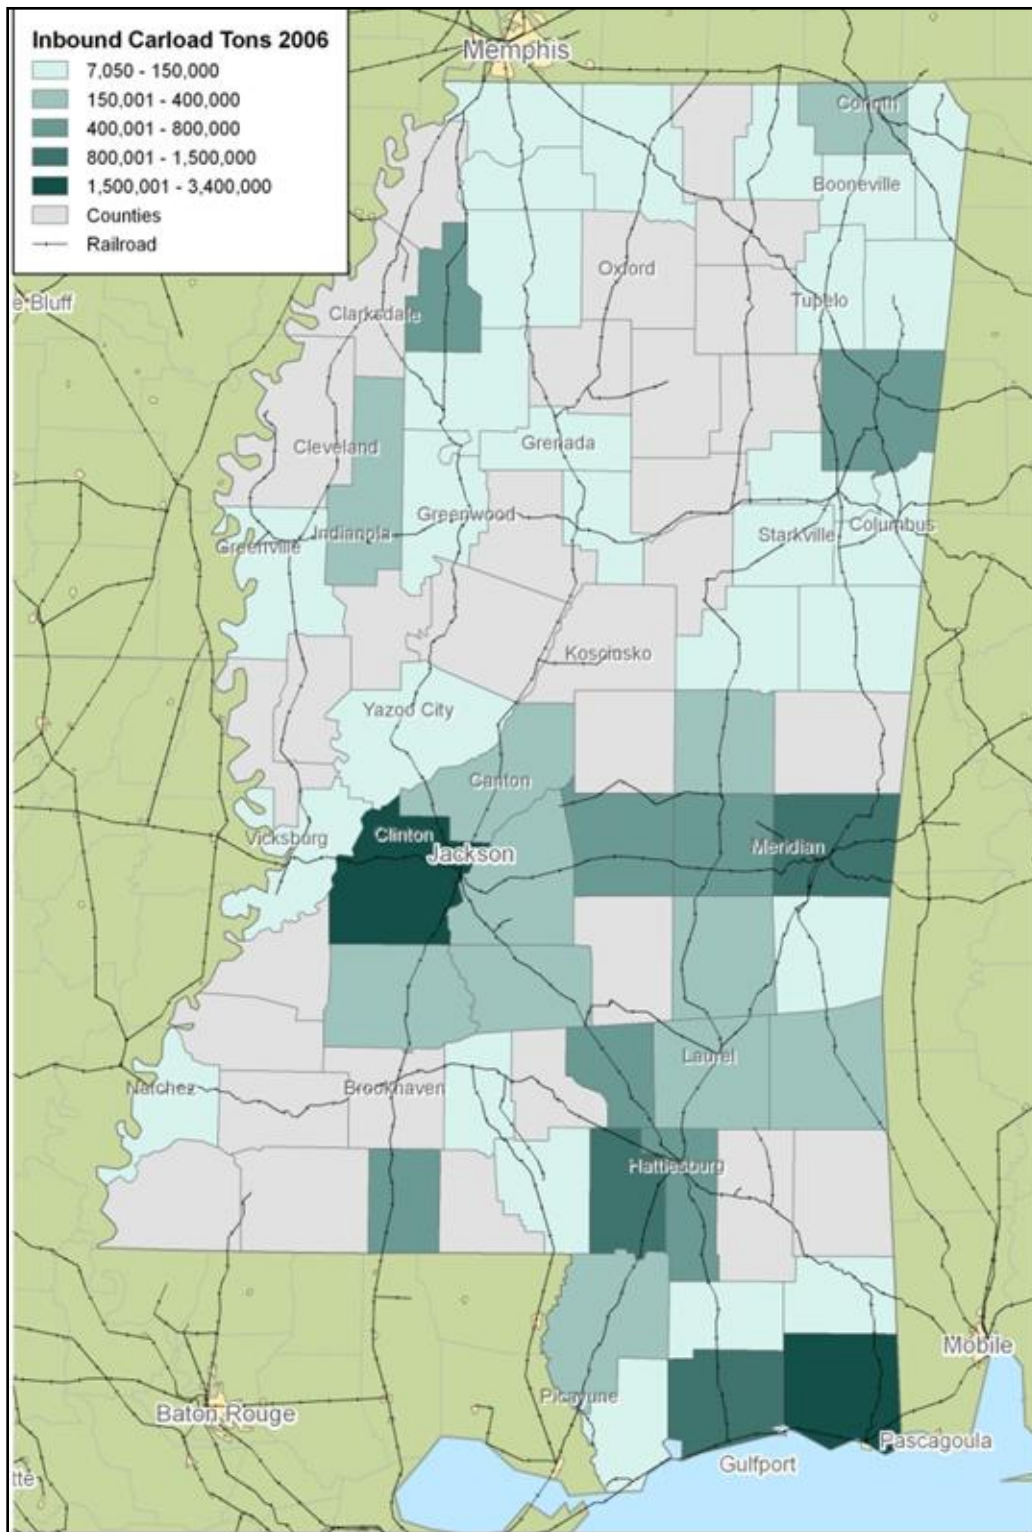 Inbound Carload Tons 2006
7,050 - 150,000
150,001 - 400,000
400,001 - 800,000
800,001 - 1,500,000
1,500,001 - 3,400,000
Counties
Railroad
Memphis
Corinth
Booneville
Oxford
e Bluff
Clarksdale
Tupelo
Cleveland
Grenada
Greenwood
Columbus
Indianola
Starkville
Greenville
Kosciusko
Yazoo City
Canton
Clinton
Vicksburg
Jackson
Meridian
Laurel
Natchez
Brookhaven
Hattiesburg
Mobile
Picayune
Baton Rouge
Pascagoula
Gulfport
tte